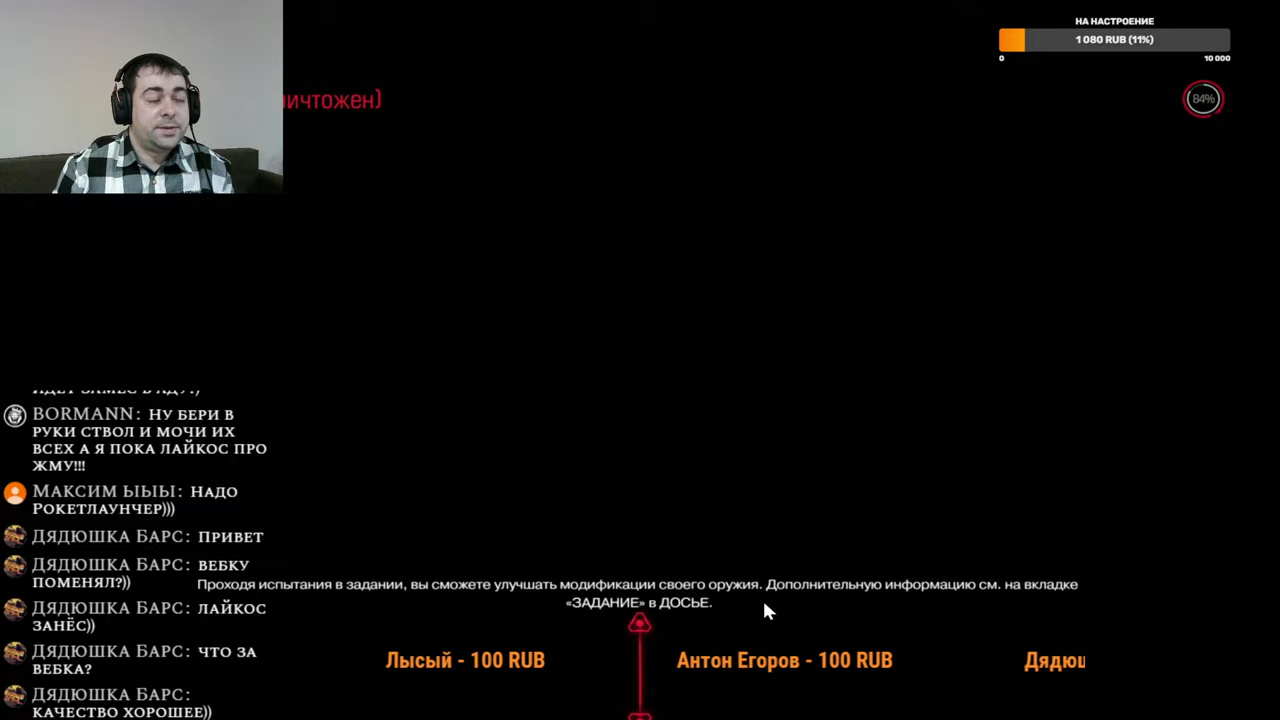 НА НАСТРОЕНИЕ
1 080 RUB (11%)
0
10 000
ничтожен)
84%
BORMANN: НУ БЕРИ В
РУКИ СТВОЛ И МОЧИ ИХ
ВСЕХ А Я ПОКА ЛАЙКОС ПРО
ЖМУ!!!
МАКСИМ ЫЫЫ: НАДО
РОКЕТЛАУНЧЕР)))
ДЯДЮШКА БАРС: ПРИВЕТ
ДЯДЮШКА БАРС: ВЕБКУ
ПОМЕНЯЛ?))
Проходя испытания в задании, вы сможете улучшать модификации своего оружия. Дополнительную информацию см. на вкладке
«ЗАДАНИЕ» в ДОСЬЕ.
ДЯДЮШКА БАРС: ЛАЙКОС
ЗАНЁС))
ДЯДЮШКА БАРС: ЧТО ЗА
ВЕБКА?
ДЯДЮШКА БАРС:
КАЧЕСТВО ХОРОШЕЕ))
Лысый - 100 RUB
Антон Егоров - 100 RUB
Дядюш